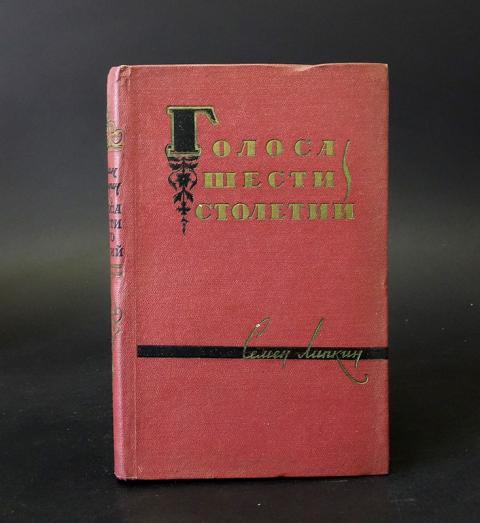 Голоса
шести
столетий
Семен Липкин